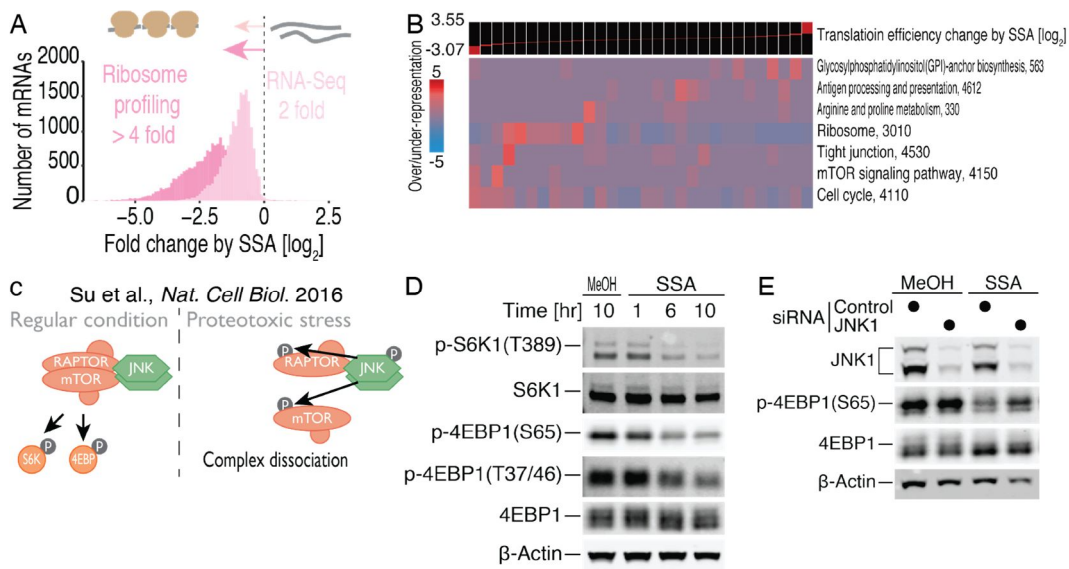 A
2000
1500
1000
500
0
Number of mRNAs
Ribosome
profiling
> 4 fold
RNA-Seq
2 fold
−5.0 −2.5 0 2.5
Fold change by SSA [log2]
B
3.55
-3.07
Translatioin efficiency change by SSA [log2]
5
-5
Over/under-representation
Glycosylphosphatidylinositol(GPI)-anchor biosynthesis, 563
Antigen processing and presentation, 4612
Arginine and proline metabolism, 330
Ribosome, 3010
Tight junction, 4530
mTOR signaling pathway, 4150
Cell cycle, 4110
c
Su et al., Nat. Cell Biol. 2016
Regular condition
RAPTOR
mTOR
JNK
P
P
S6K
4EBP
Proteotoxic stress
P
P
RAPTOR
JNK
P
mTOR
Complex dissociation
D
MeOH SSA
Time [hr] 10 1 6 10
p-S6K1(T389)
S6K1
p-4EBP1(S65)
p-4EBP1(T37/46)
4EBP1
β-Actin
E
MeOH SSA
siRNA
Control
JNK1
JNK1
p-4EBP1(S65)
4EBP1
β-Actin